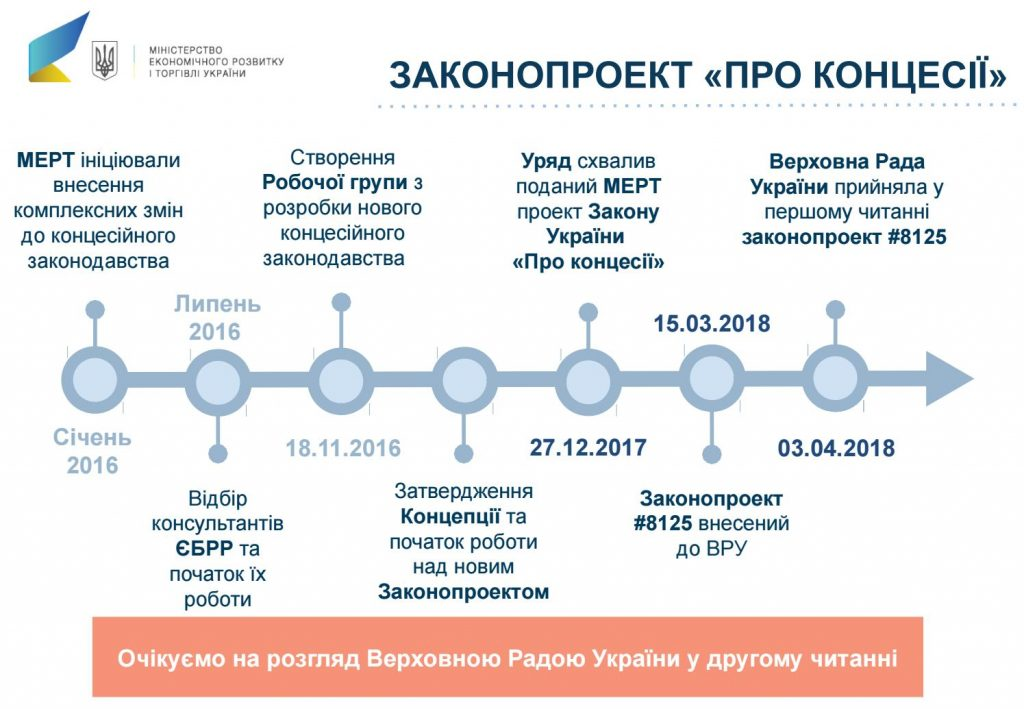 МІНІСТЕРСТВО
ЕКОНОМІЧНОГО РОЗВИТКУ
І ТОРГІВЛІ УКРАЇНИ
ЗАКОНОПРОЕКТ «ПРО КОНЦЕСІЇ»
МЕРТ ініціювали
внесення
комплексних змін
до концесійного
законодавства
Створення
Робочої групи з
розробки нового
концесійного
законодавства
Уряд схвалив
поданий МЕРТ
проект Закону
України
«Про концесії»
Верховна Рада
України прийняла у
першому читанні
законопроект #8125
Липень
2016
15.03.2018
Січень
2016
18.11.2016
27.12.2017
03.04.2018
Відбір
консультантів
ЄБРР та
початок їх
роботи
Затвердження
Концепції та
початок роботи
над новим
Законопроектом
Законопроект
#8125 внесений
до ВРУ
Очікуємо на розгляд Верховною Радою України у другому читанні